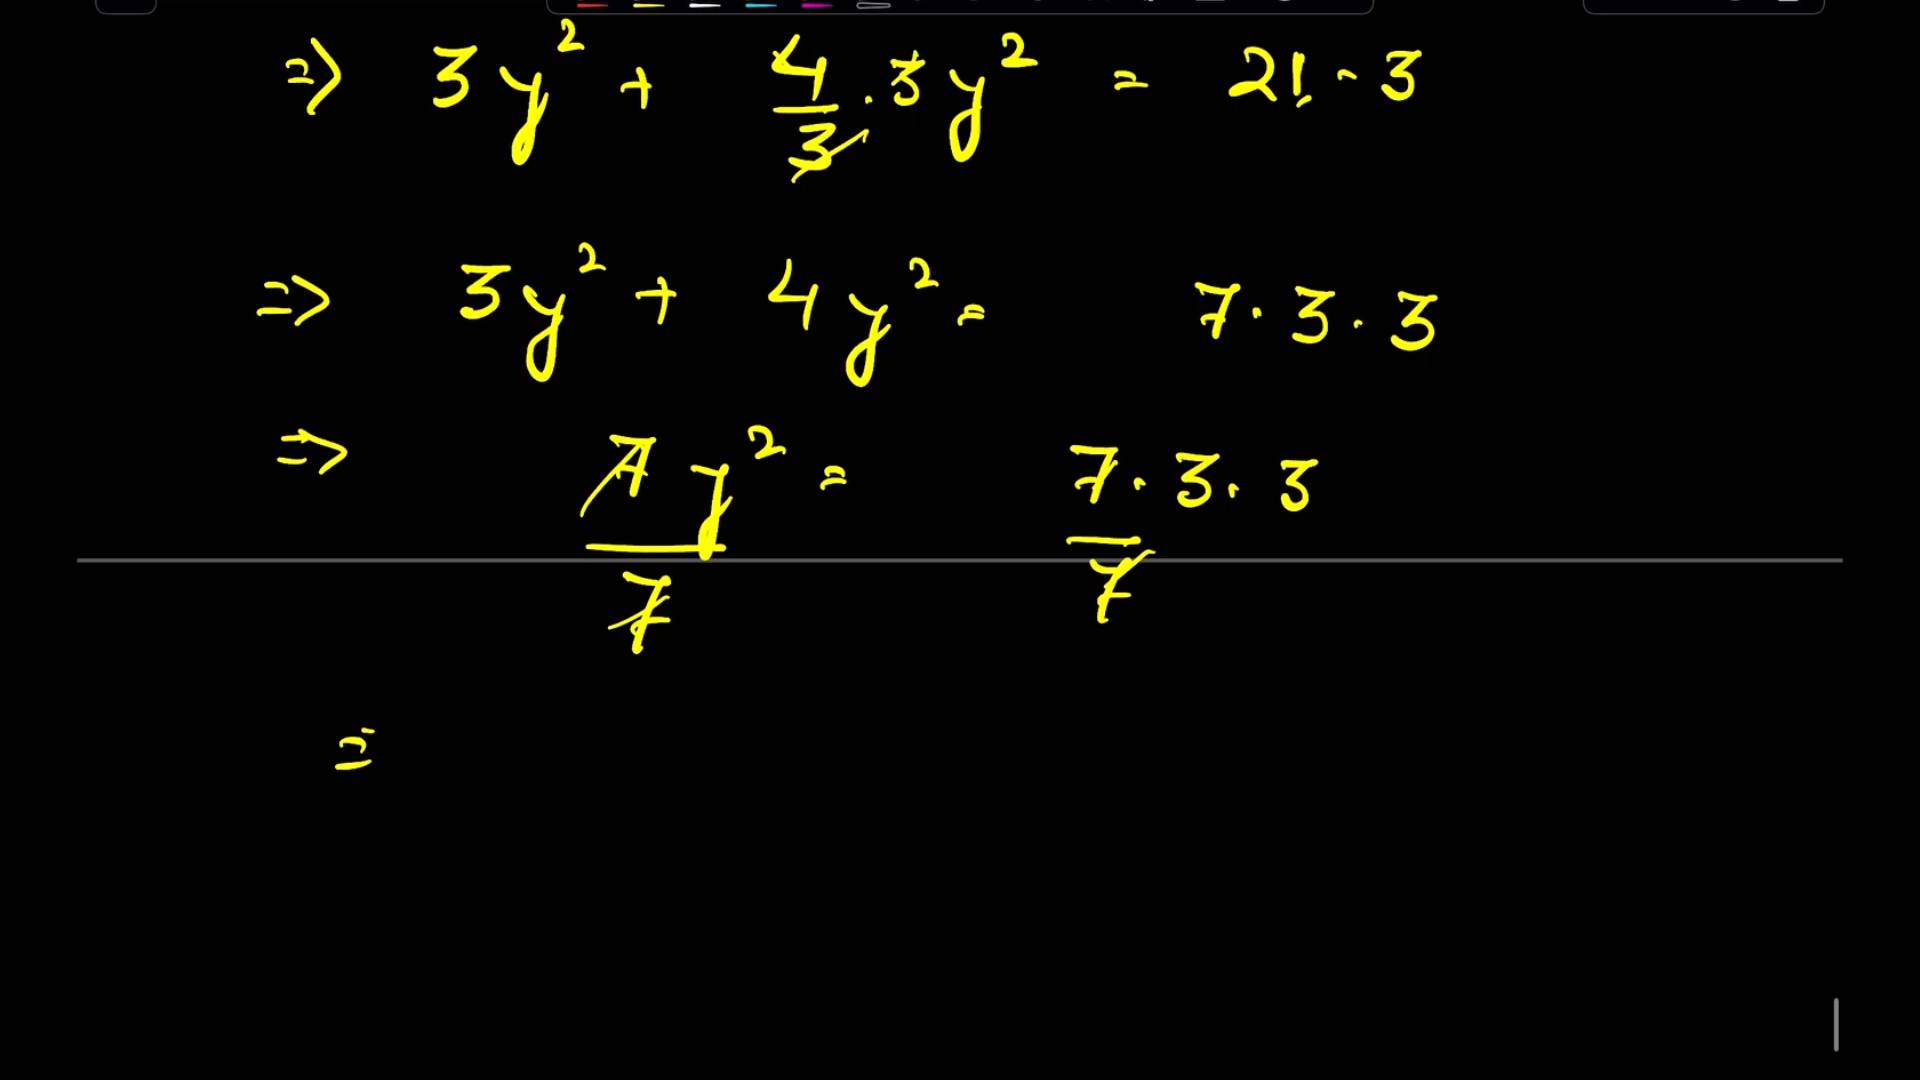 ⇒ 3y² + 4/3 · 3y² = 21 · 3
⇒ 3y² + 4y² = 7 · 3 · 3
⇒ 7y²/7 = 7 · 3 · 3/7
=